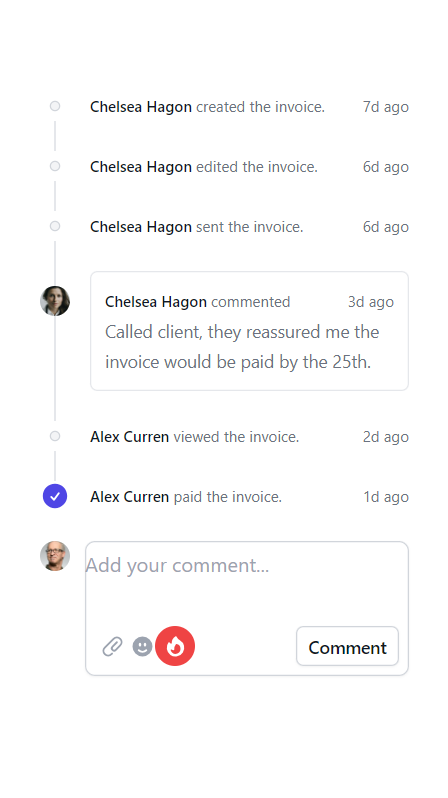 Chelsea Hagon created the invoice. 7d ago
Chelsea Hagon edited the invoice. 6d ago
Chelsea Hagon sent the invoice. 6d ago
Chelsea Hagon commented 3d ago
Called client, they reassured me the
invoice would be paid by the 25th.
Alex Curren viewed the invoice. 2d ago
Alex Curren paid the invoice. 1d ago
Add your comment...
Comment